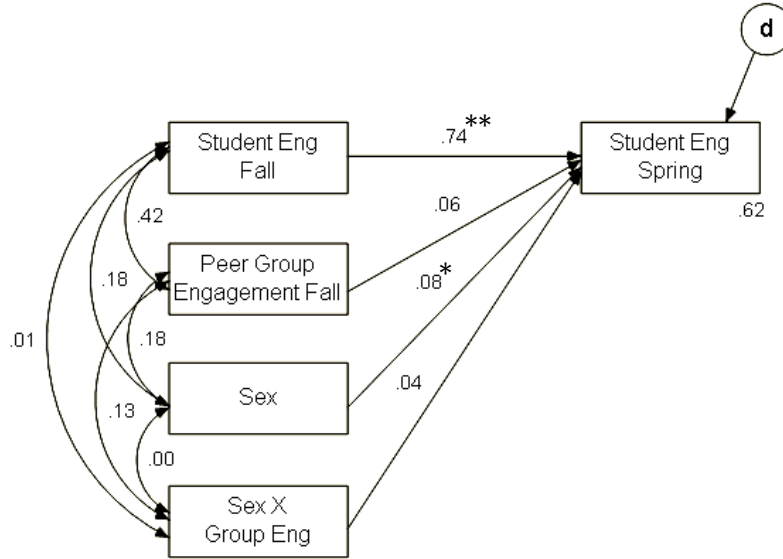 d
Student Eng
Fall
.74**
Student Eng
Spring
.62
.42
.06
Peer Group
Engagement Fall
.18
.08*
.01
.18
Sex
.04
.13
.00
Sex X
Group Eng